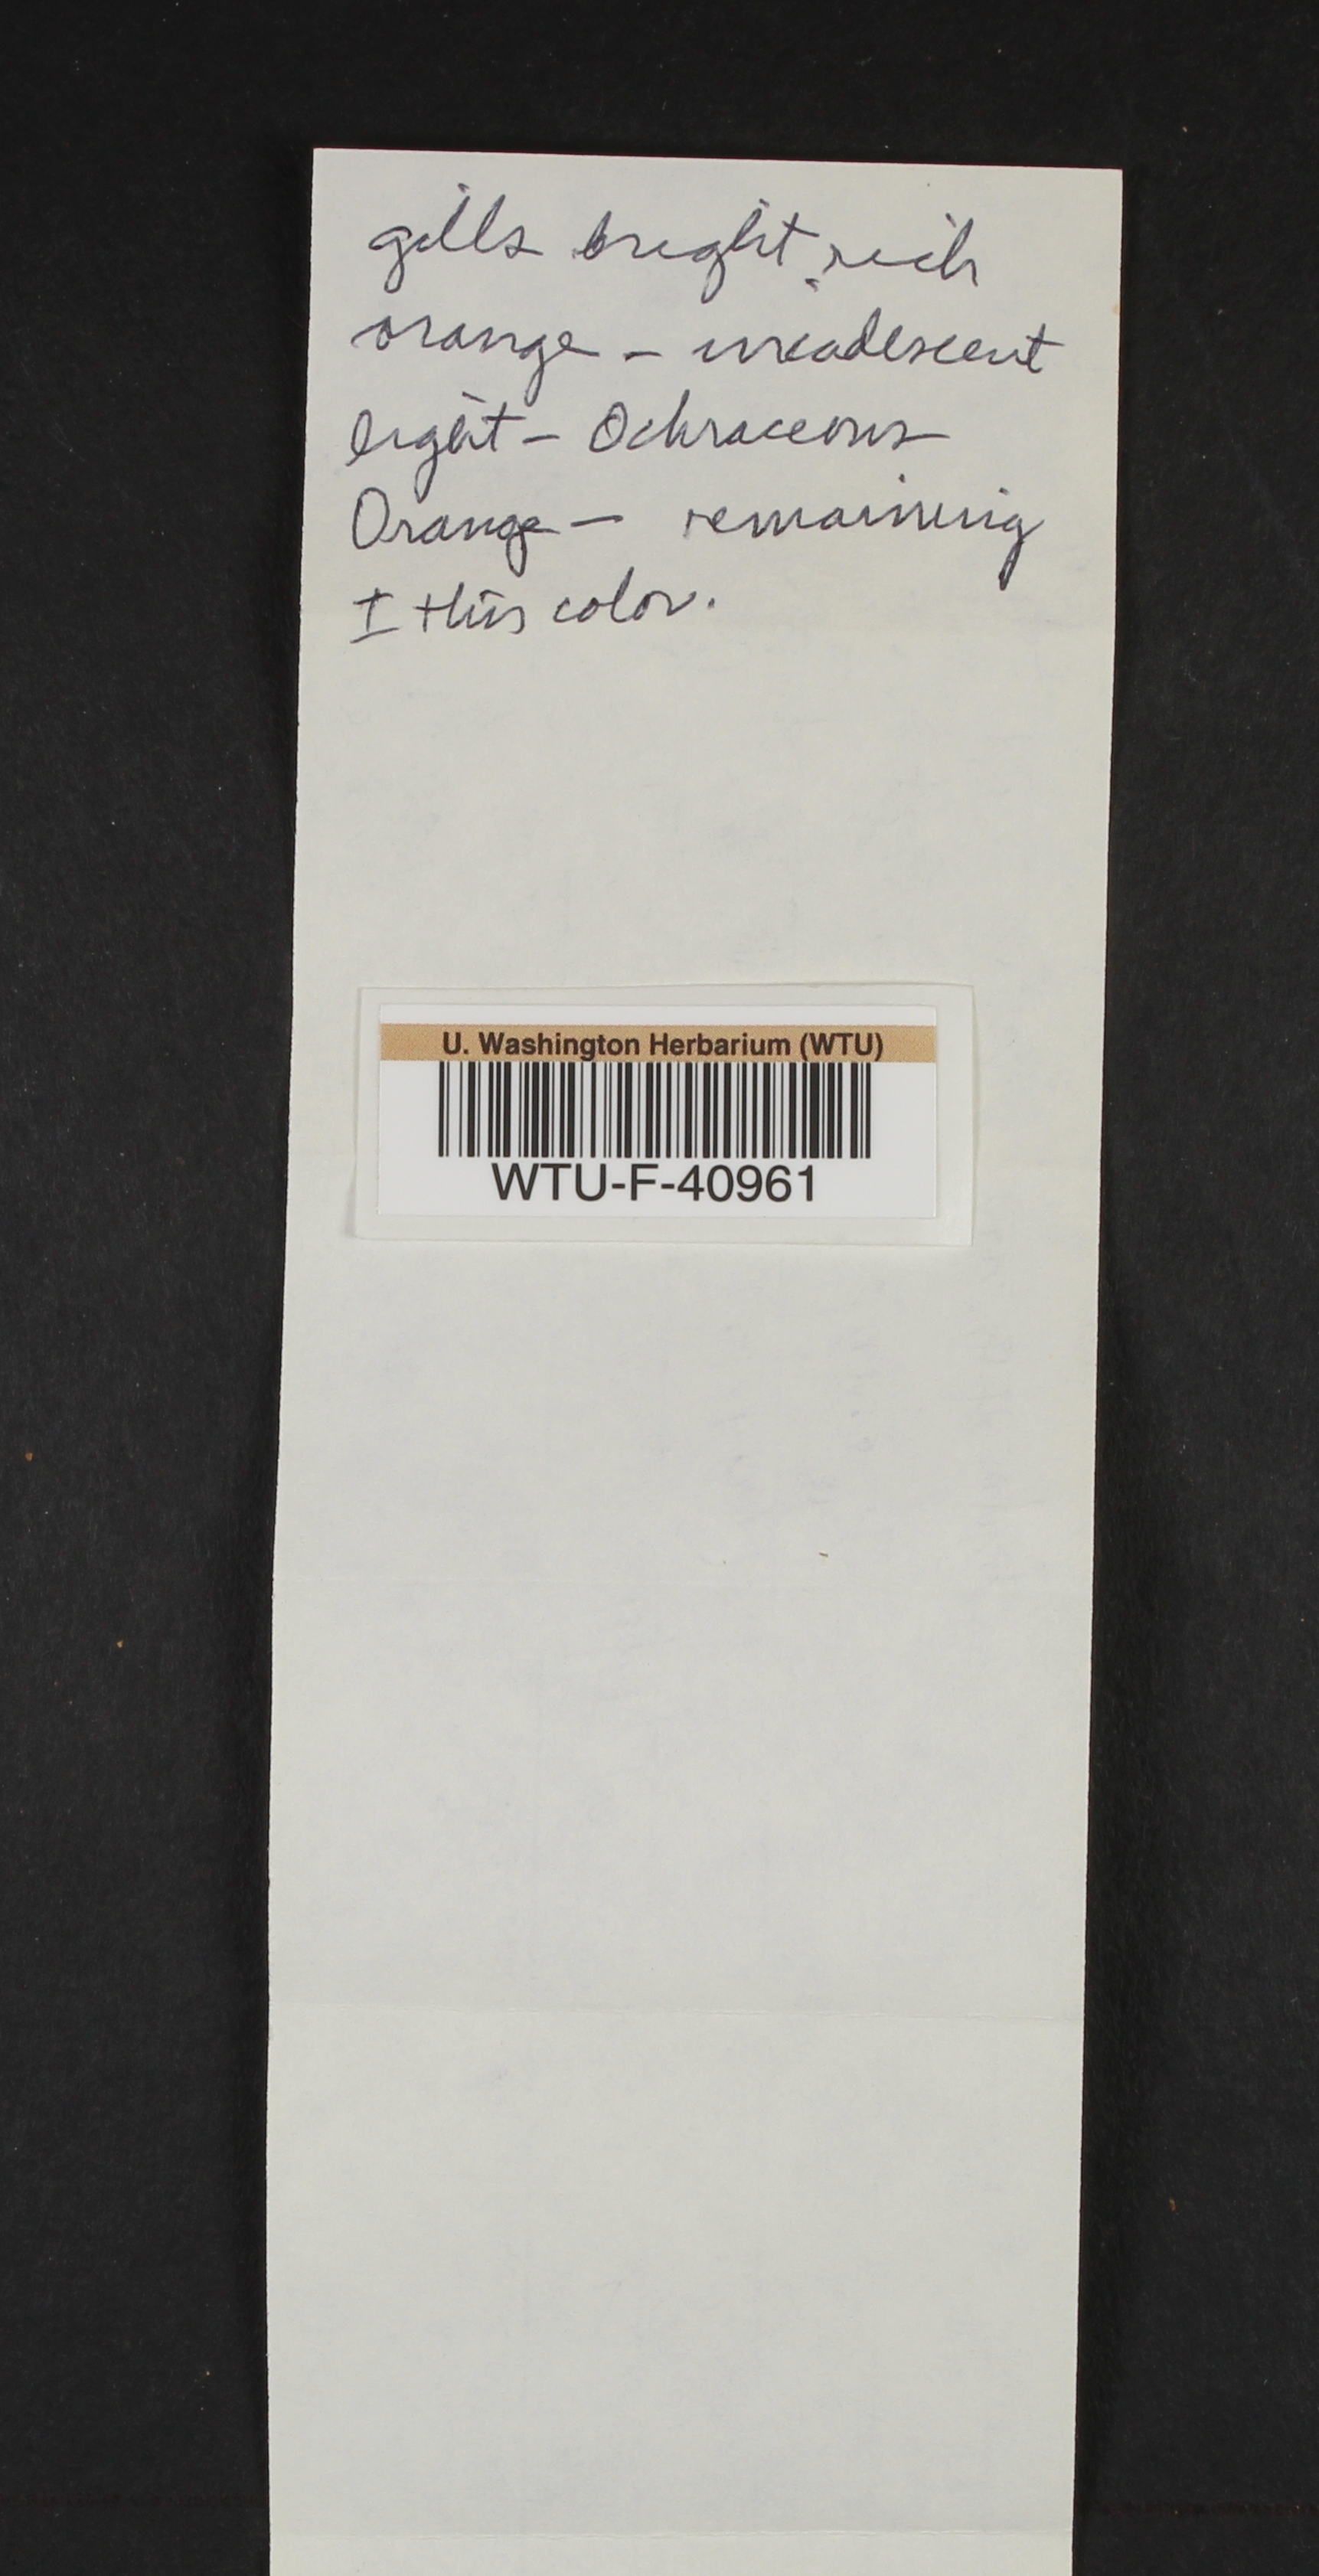 gills bright, rich
orange – incadescent
light – Ochraceous
Orange – remaining
± this color.
U. Washington Herbarium (WTU)
WTU-F-40961